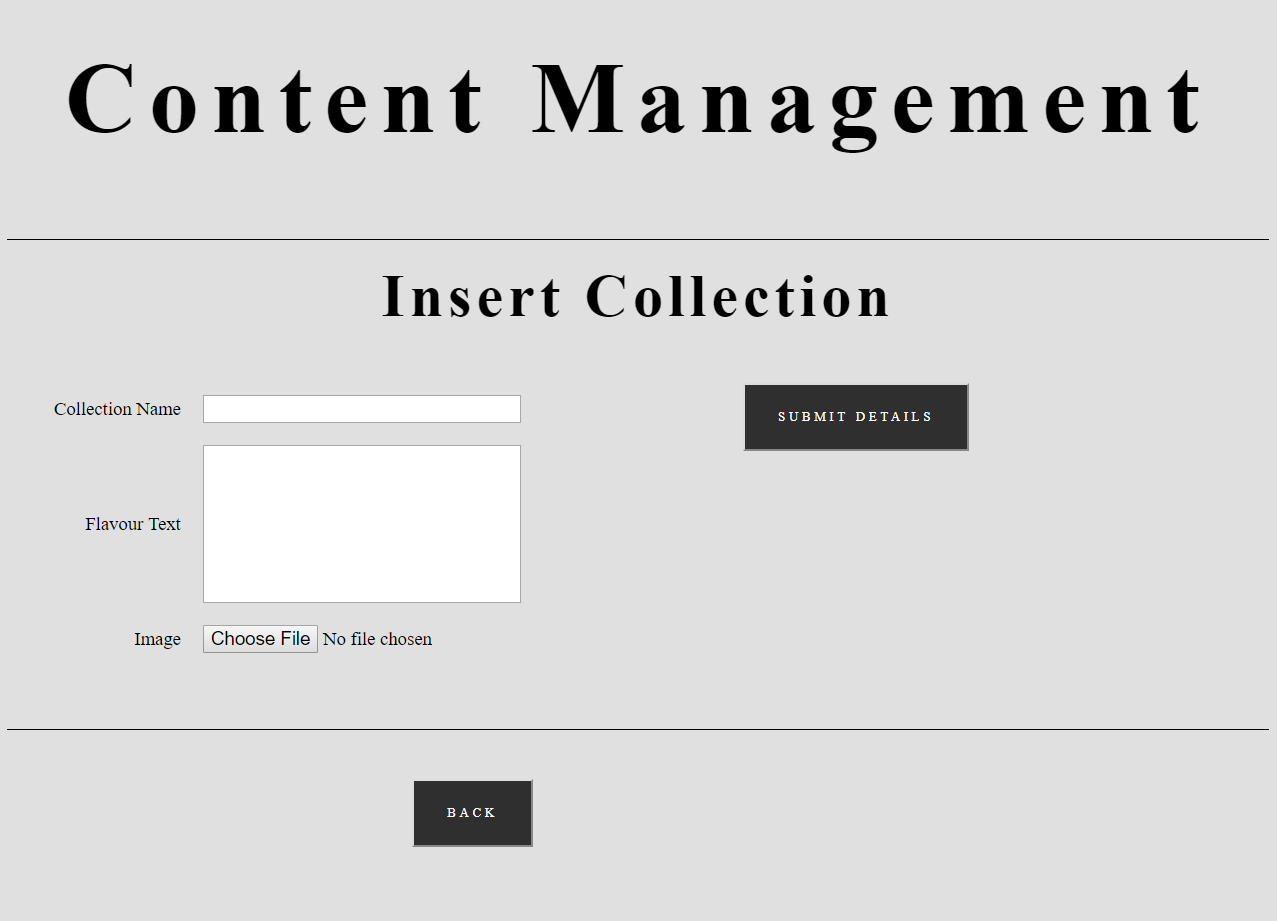 Content Management
Insert Collection
Collection Name
SUBMIT DETAILS
Flavour Text
Image
Choose File No file chosen
BACK